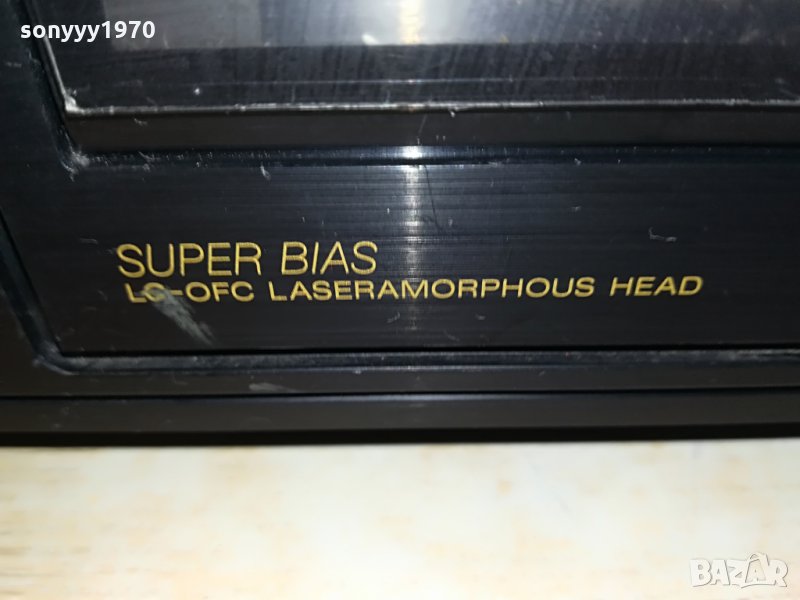 sonyyy1970
SUPER BIAS
LC-OFC LASERAMORPHOUS HEAD
BAZAR